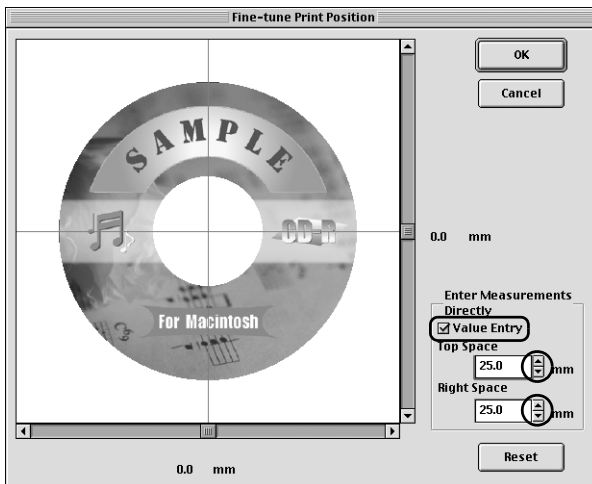 Fine-tune Print Position
OK
Cancel
SAMPLE
CD-R
For Macintosh
0.0 mm
Enter Measurements
Directly
Value Entry
Top Space
25.0 mm
Right Space
25.0 mm
Reset
0.0 mm